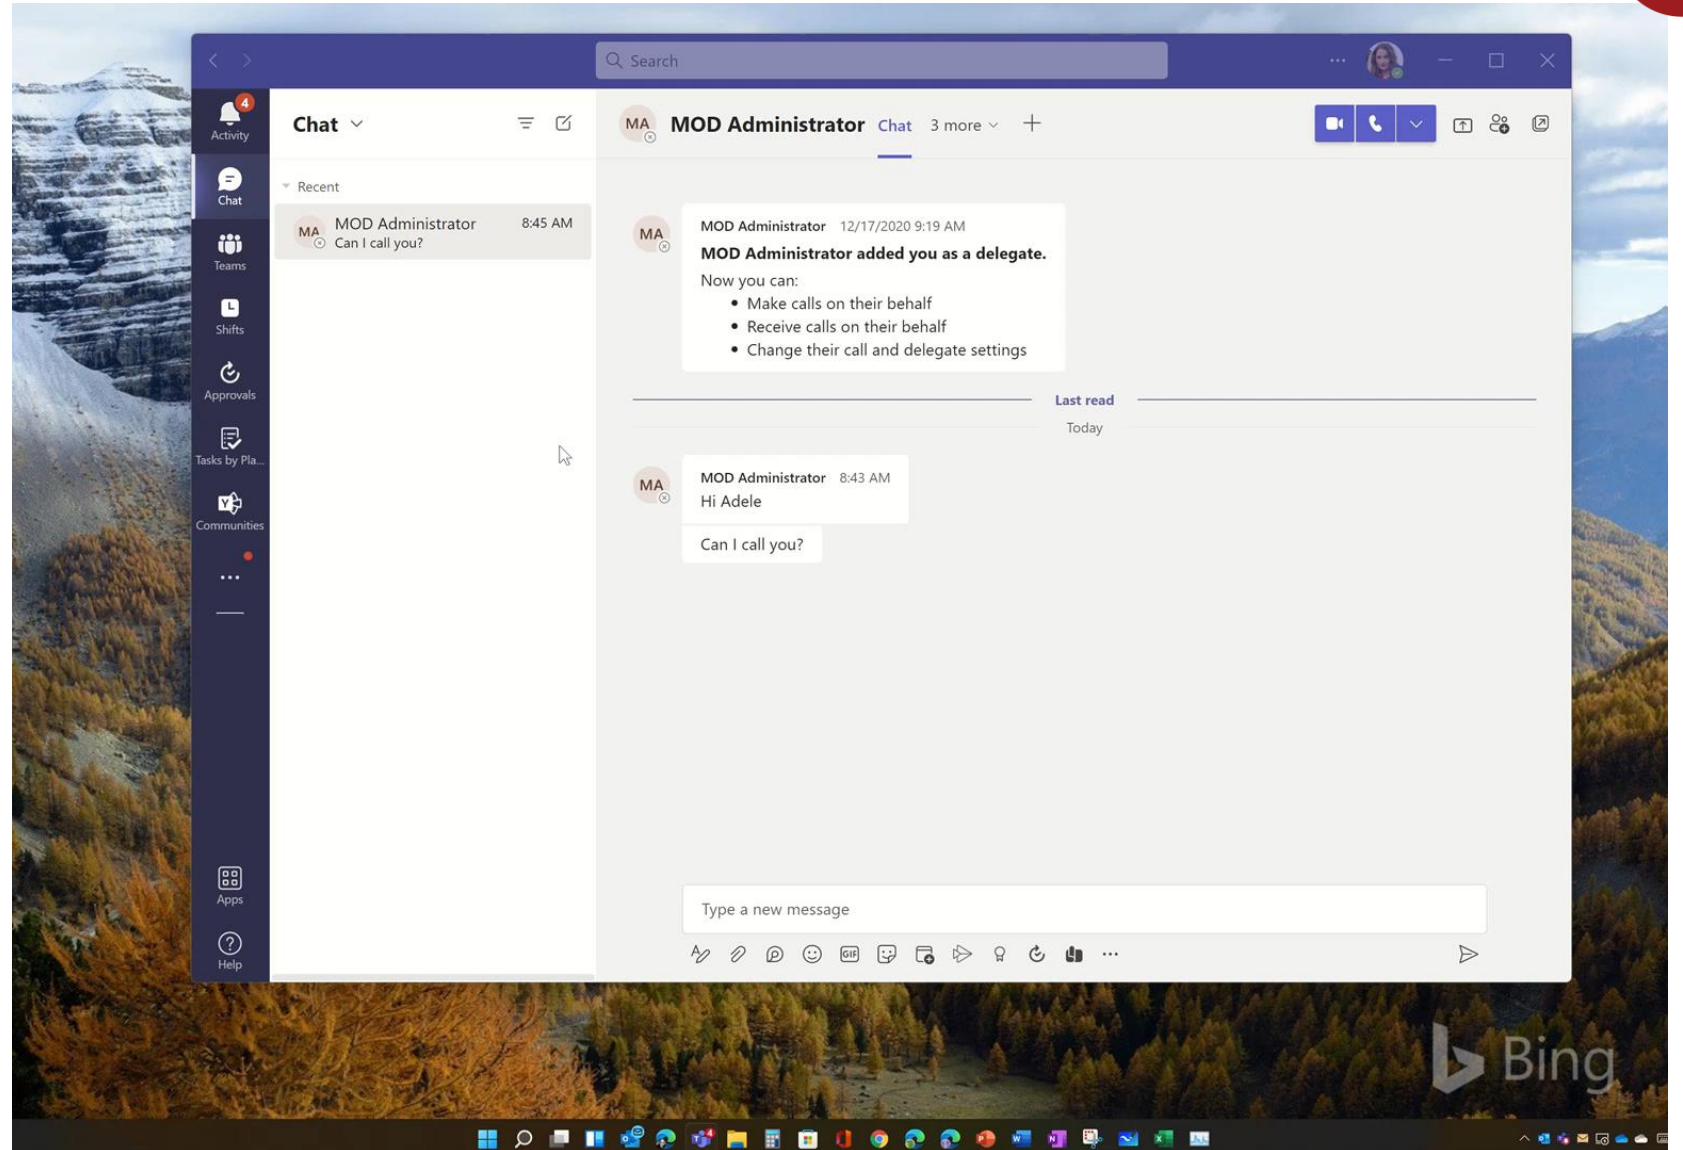 Search
4
Activity
Chat
Teams
Shifts
Approvals
Tasks by Pla...
Communities
Apps
Help
Chat
Recent
MA
MOD Administrator 8:45 AM
Can I call you?
MA MOD Administrator Chat 3 more
MA
MOD Administrator 12/17/2020 9:19 AM
MOD Administrator added you as a delegate.
Now you can:
• Make calls on their behalf
• Receive calls on their behalf
• Change their call and delegate settings
Last read
Today
MA
MOD Administrator 8:43 AM
Hi Adele
Can I call you?
Type a new message
GIF
Bing